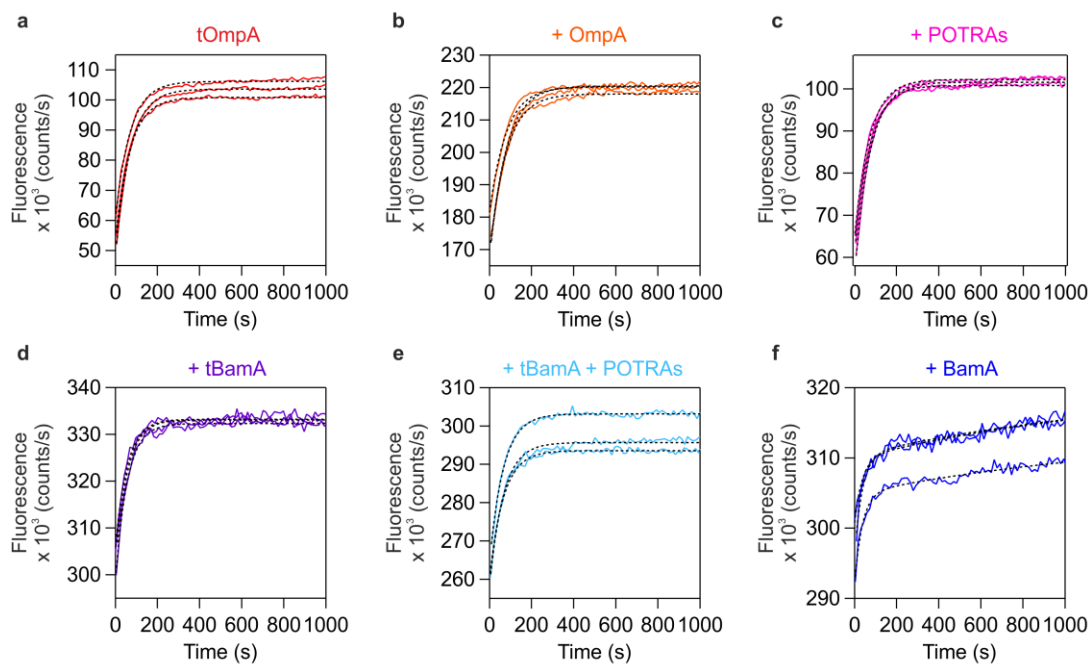 a
tOmpA
Fluorescence
x 10³ (counts/s)
110
100
90
80
70
60
50
0 200 400 600 800 1000
Time (s)
b
+ OmpA
Fluorescence
x 10³ (counts/s)
230
220
210
200
190
180
170
0 200 400 600 800 1000
Time (s)
c
+ POTRAs
Fluorescence
x 10³ (counts/s)
100
90
80
70
60
0 200 400 600 800 1000
Time (s)
d
+ tBamA
Fluorescence
x 10³ (counts/s)
340
330
320
310
300
0 200 400 600 800 1000
Time (s)
e
+ tBamA + POTRAs
Fluorescence
x 10³ (counts/s)
310
300
290
280
270
260
0 200 400 600 800 1000
Time (s)
f
+ BamA
Fluorescence
x 10³ (counts/s)
320
310
300
290
0 200 400 600 800 1000
Time (s)